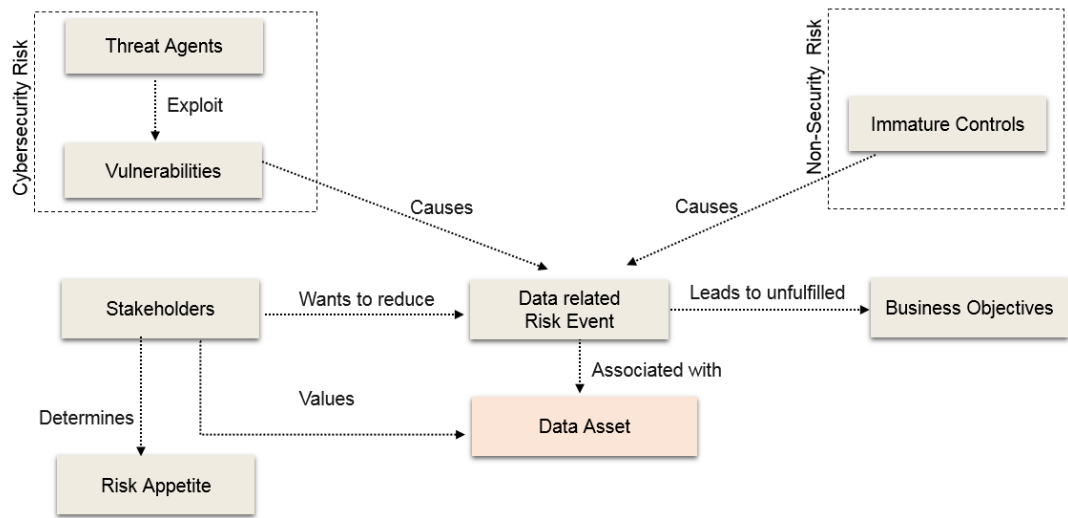 Cybersecurity Risk
Threat Agents
Exploit
Vulnerabilities
Non-Security Risk
Immature Controls
Causes
Causes
Stakeholders
Wants to reduce
Data related
Risk Event
Leads to unfulfilled
Business Objectives
Associated with
Determines
Values
Data Asset
Risk Appetite